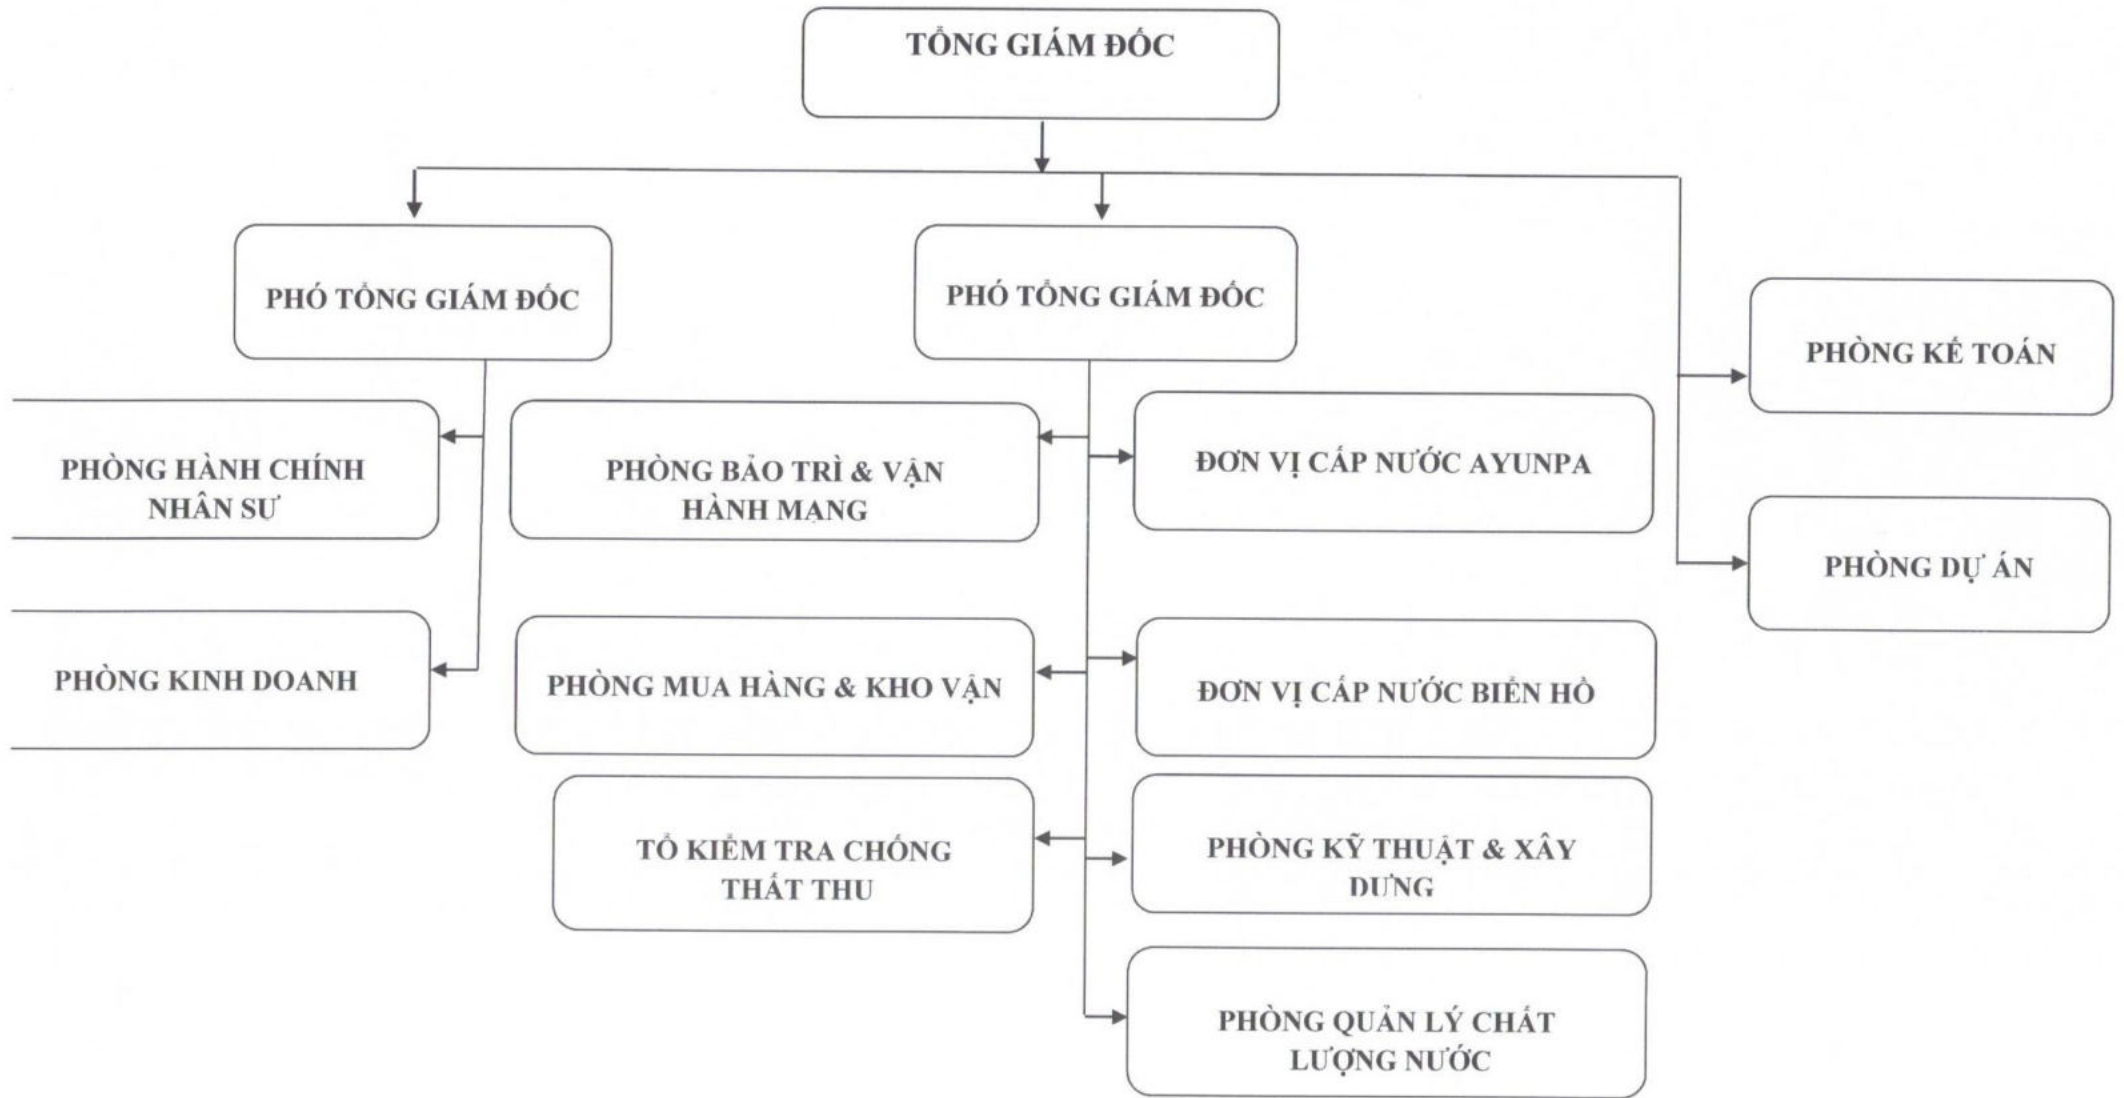 TỔNG GIÁM ĐỐC
PHÓ TỔNG GIÁM ĐỐC
PHÓ TỔNG GIÁM ĐỐC
PHÒNG KẾ TOÁN
PHÒNG HÀNH CHÍNH
NHÂN SỰ
PHÒNG BẢO TRÌ & VẬN
HÀNH MẠNG
ĐƠN VỊ CẤP NƯỚC AYUNPA
PHÒNG DỰ ÁN
PHÒNG KINH DOANH
PHÒNG MUA HÀNG & KHO VẬN
ĐƠN VỊ CẤP NƯỚC BIỂN HỒ
TỔ KIỂM TRA CHỐNG
THẤT THU
PHÒNG KỸ THUẬT & XÂY
DỰNG
PHÒNG QUẢN LÝ CHẤT
LƯỢNG NƯỚC